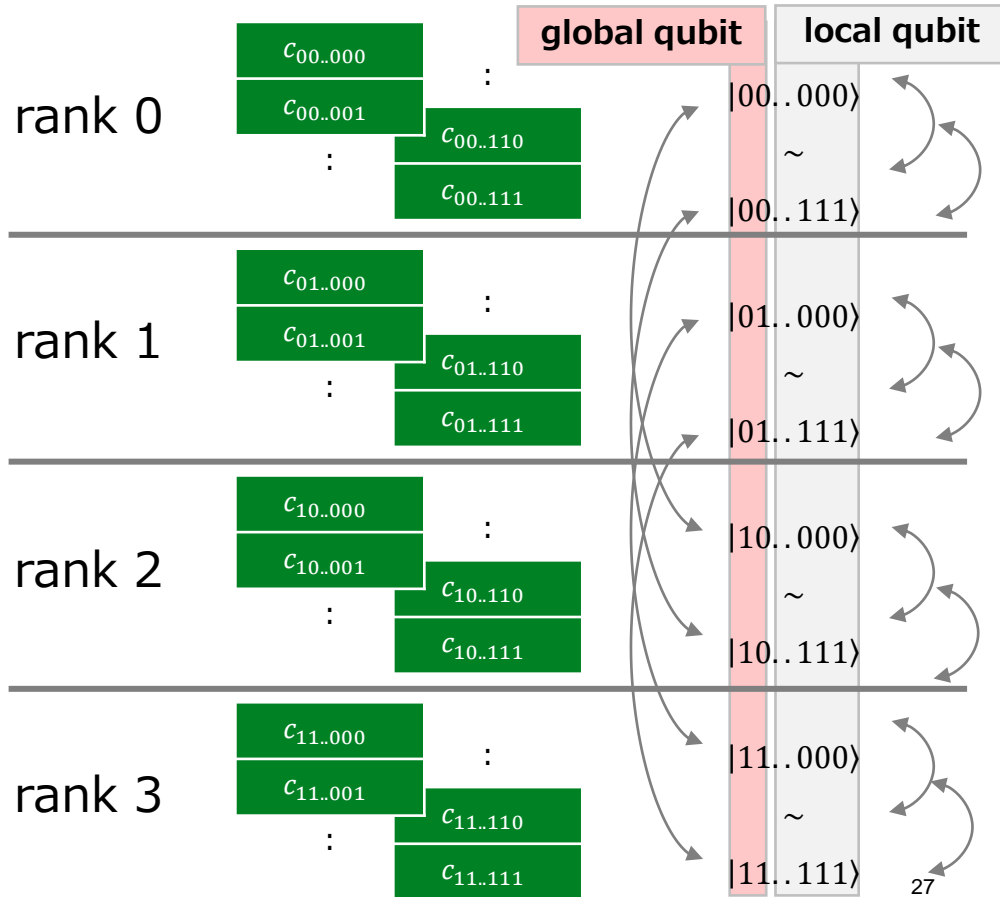 global qubit
local qubit
rank 0
c00..000
c00..001
:
:
c00..110
c00..111
|00..000⟩
~
|00..111⟩
rank 1
c01..000
c01..001
:
:
c01..110
c01..111
|01..000⟩
~
|01..111⟩
rank 2
c10..000
c10..001
:
:
c10..110
c10..111
|10..000⟩
~
|10..111⟩
rank 3
c11..000
c11..001
:
:
c11..110
c11..111
|11..000⟩
~
|11..111⟩
27